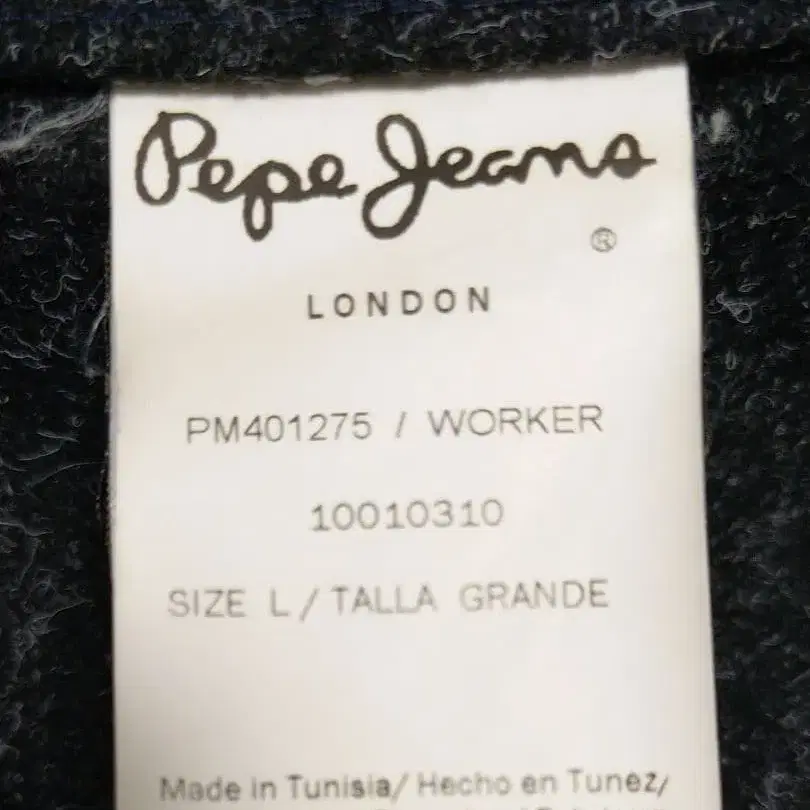 Pepe Jeans
®
LONDON
PM401275 / WORKER
10010310
SIZE L / TALLA GRANDE
Made in Tunisia/ Hecho en Tunez/